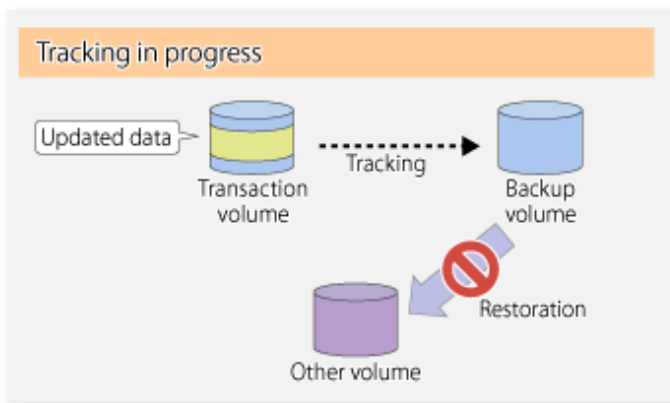 Tracking in progress
Updated data
Tracking
Transaction
volume
Backup
volume
Restoration
Other volume